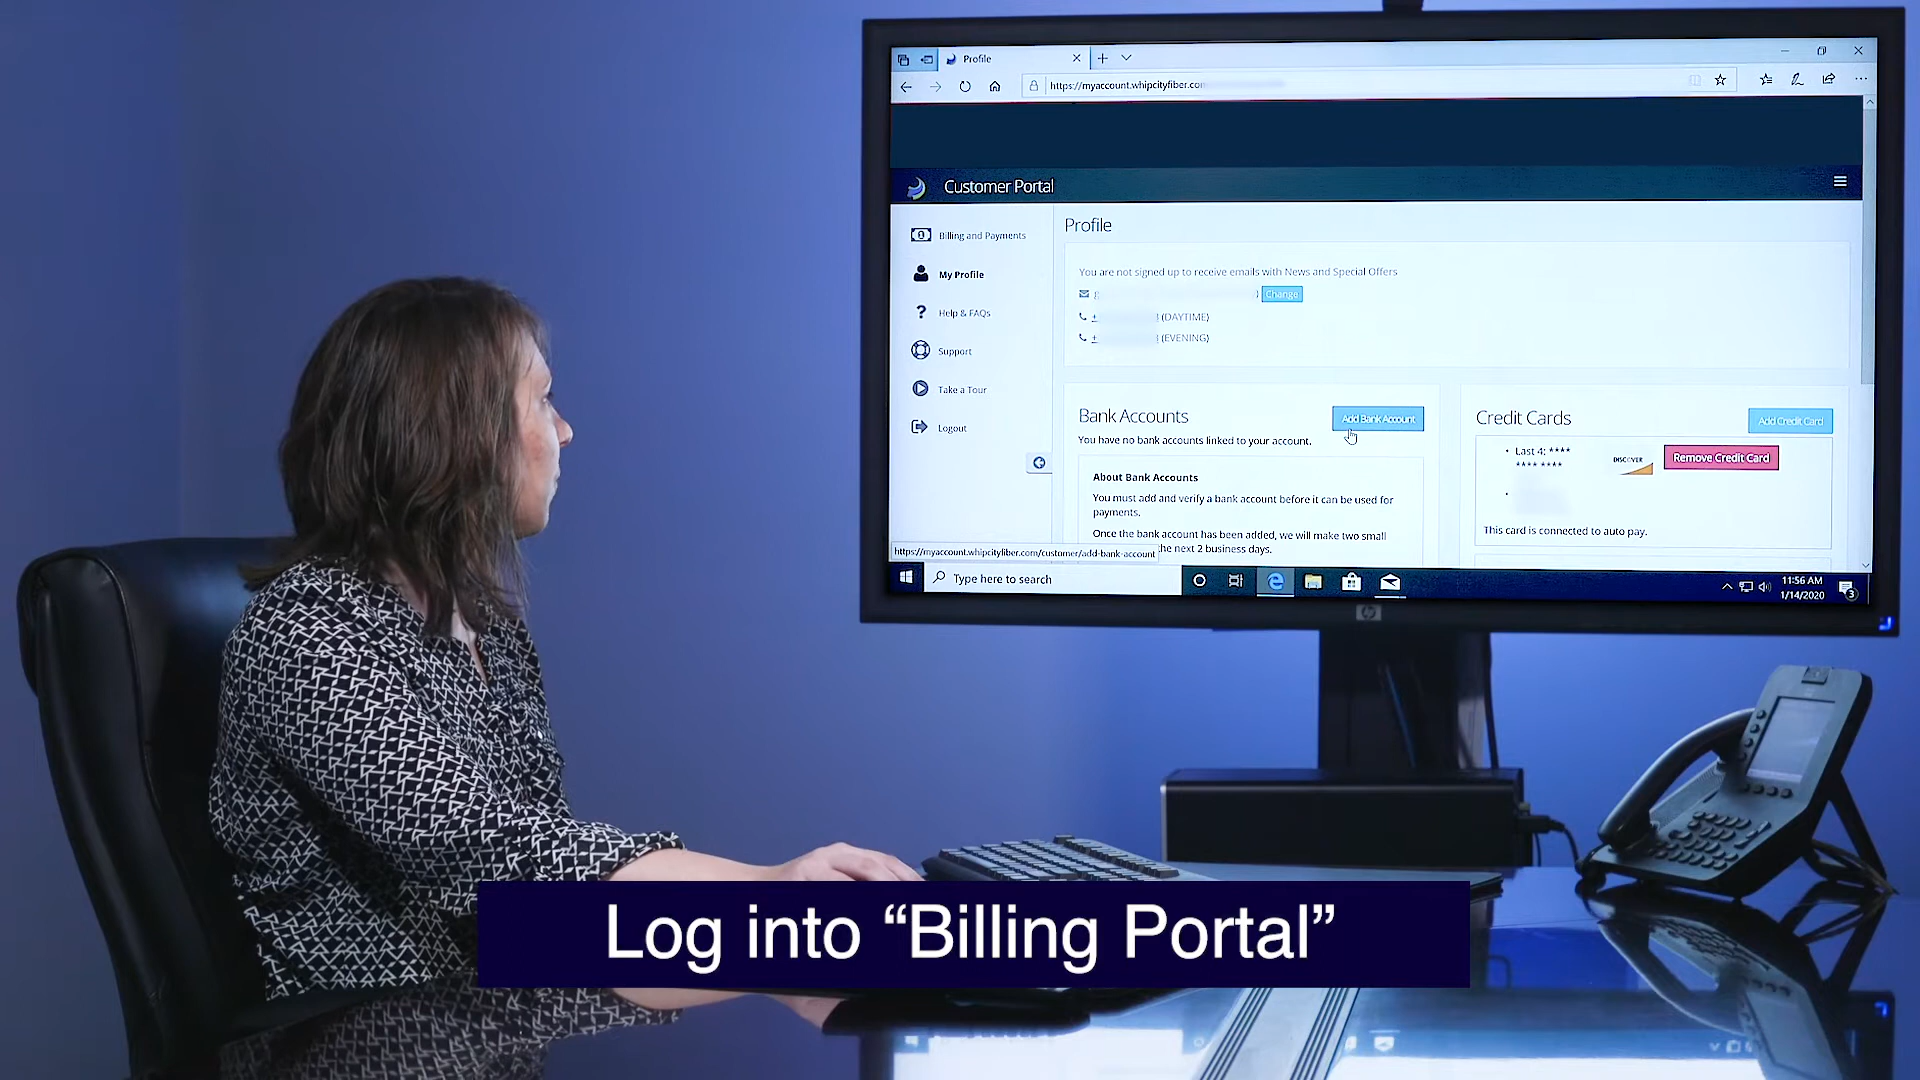 Profile
https://myaccount.whipcityfiber.co
Customer Portal
Billing and Payments
My Profile
Help & FAQs
Support
Take a Tour
Logout
Profile
You are not signed up to receive emails with News and Special Offers
Change
(DAYTIME)
(EVENING)
Bank Accounts
Add Bank Account
You have no bank accounts linked to your account.
About Bank Accounts
You must add and verify a bank account before it can be used for
payments.
Once the bank account has been added, we will make two small
he next 2 business days.
Credit Cards
Add Credit Card
Last 4: ****
**** ****
DISCOVER
Remove Credit Card
This card is connected to auto pay.
https://myaccount.whipcityfiber.com/customer/add-bank-account
Type here to search
11:56 AM
1/14/2020
3
hp
Log into “Billing Portal”